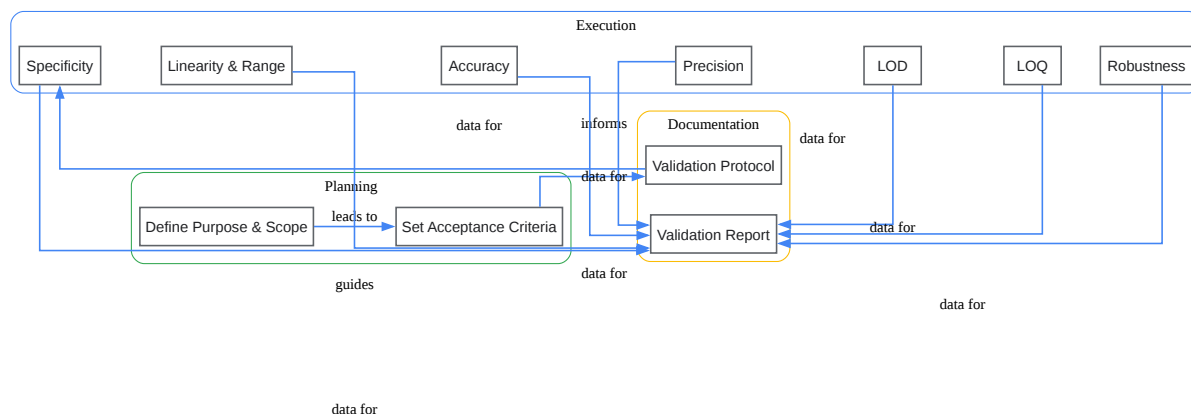 Execution
Specificity
Linearity & Range
Accuracy
Precision
LOD
LOQ
Robustness
data for
informs
Documentation
data for
Validation Protocol
data for
Planning
leads to
Define Purpose & Scope
Set Acceptance Criteria
Validation Report
data for
guides
data for
data for
data for